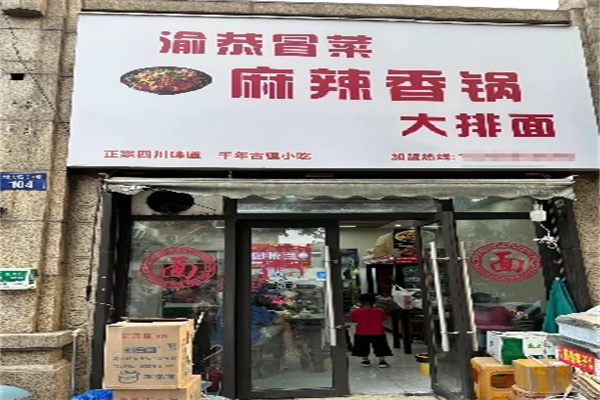 渝恭冒菜
麻辣香锅
大排面
正宗四川味道 千年古镇小吃 加盟热线:1
104
面
面